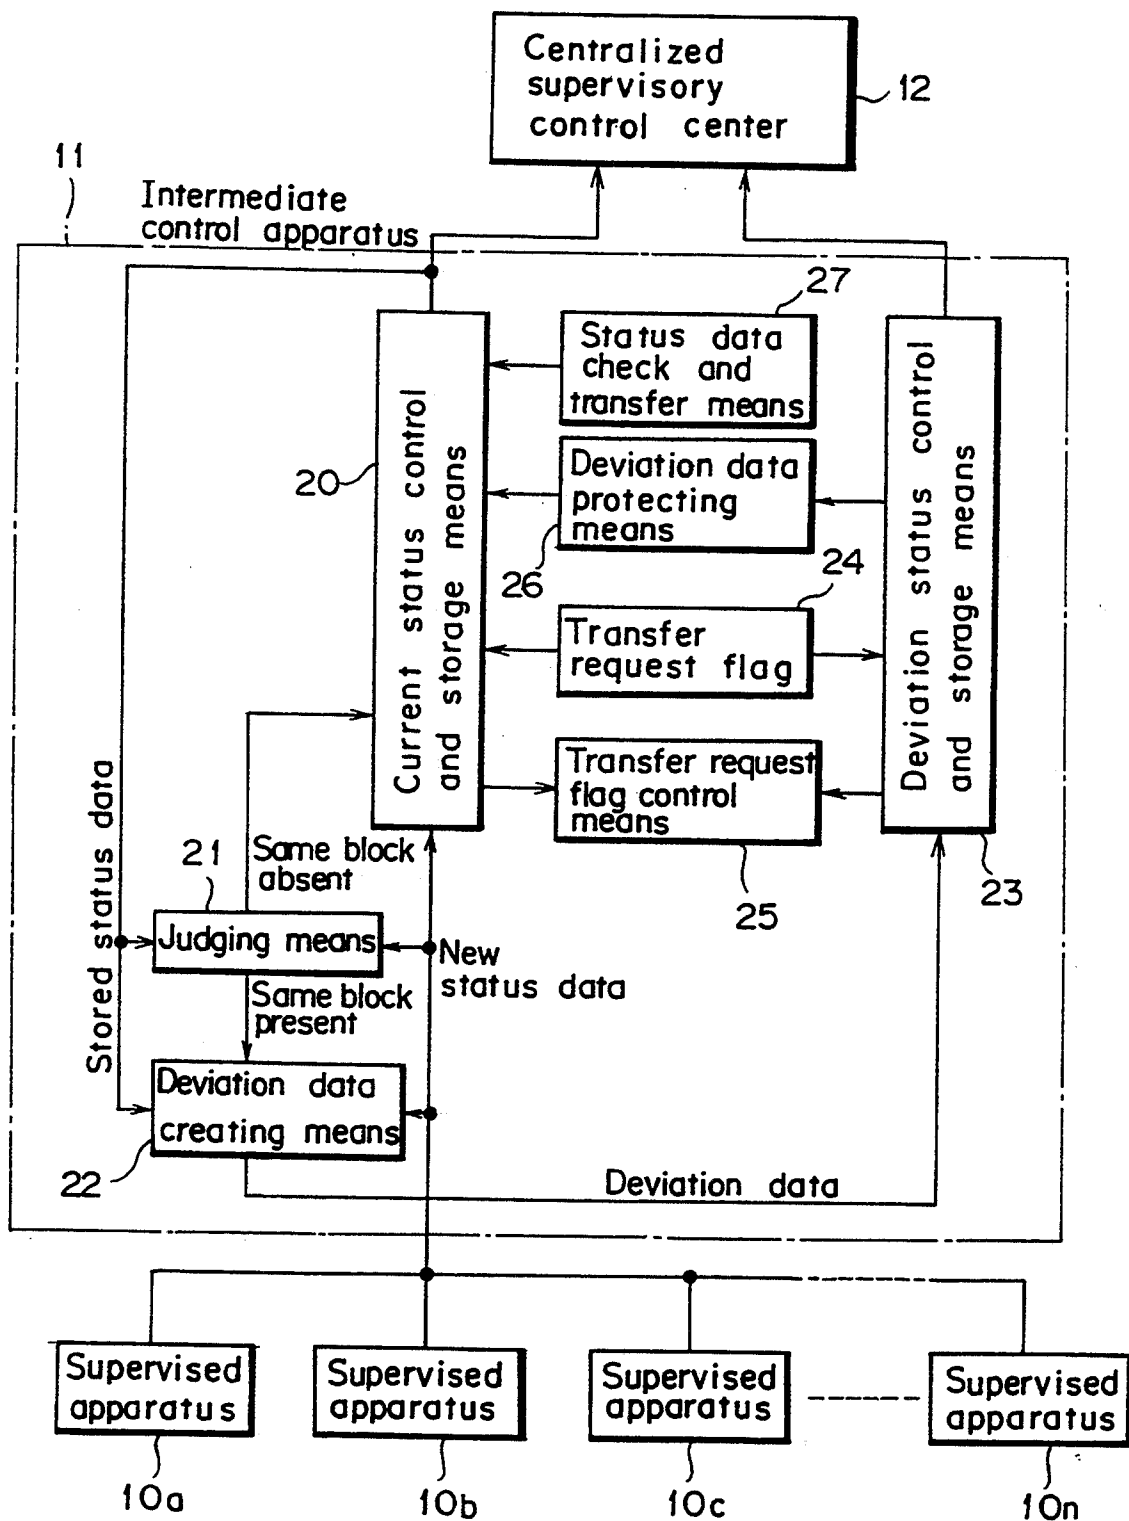 Centralized
supervisory
control center
12
11
Intermediate
control apparatus
27
Status data
check and
transfer means
20
Current status control
and storage means
Deviation data
protecting
means
26
24
Transfer
request flag
Deviation status control
and storage means
Transfer request
flag control
means
25
23
Stored status data
21
Same block
absent
Judging means
New
status data
Same block
present
Deviation data
creating means
22
Deviation data
Supervised
apparatus
Supervised
apparatus
Supervised
apparatus
Supervised
apparatus
10a
10b
10c
10n